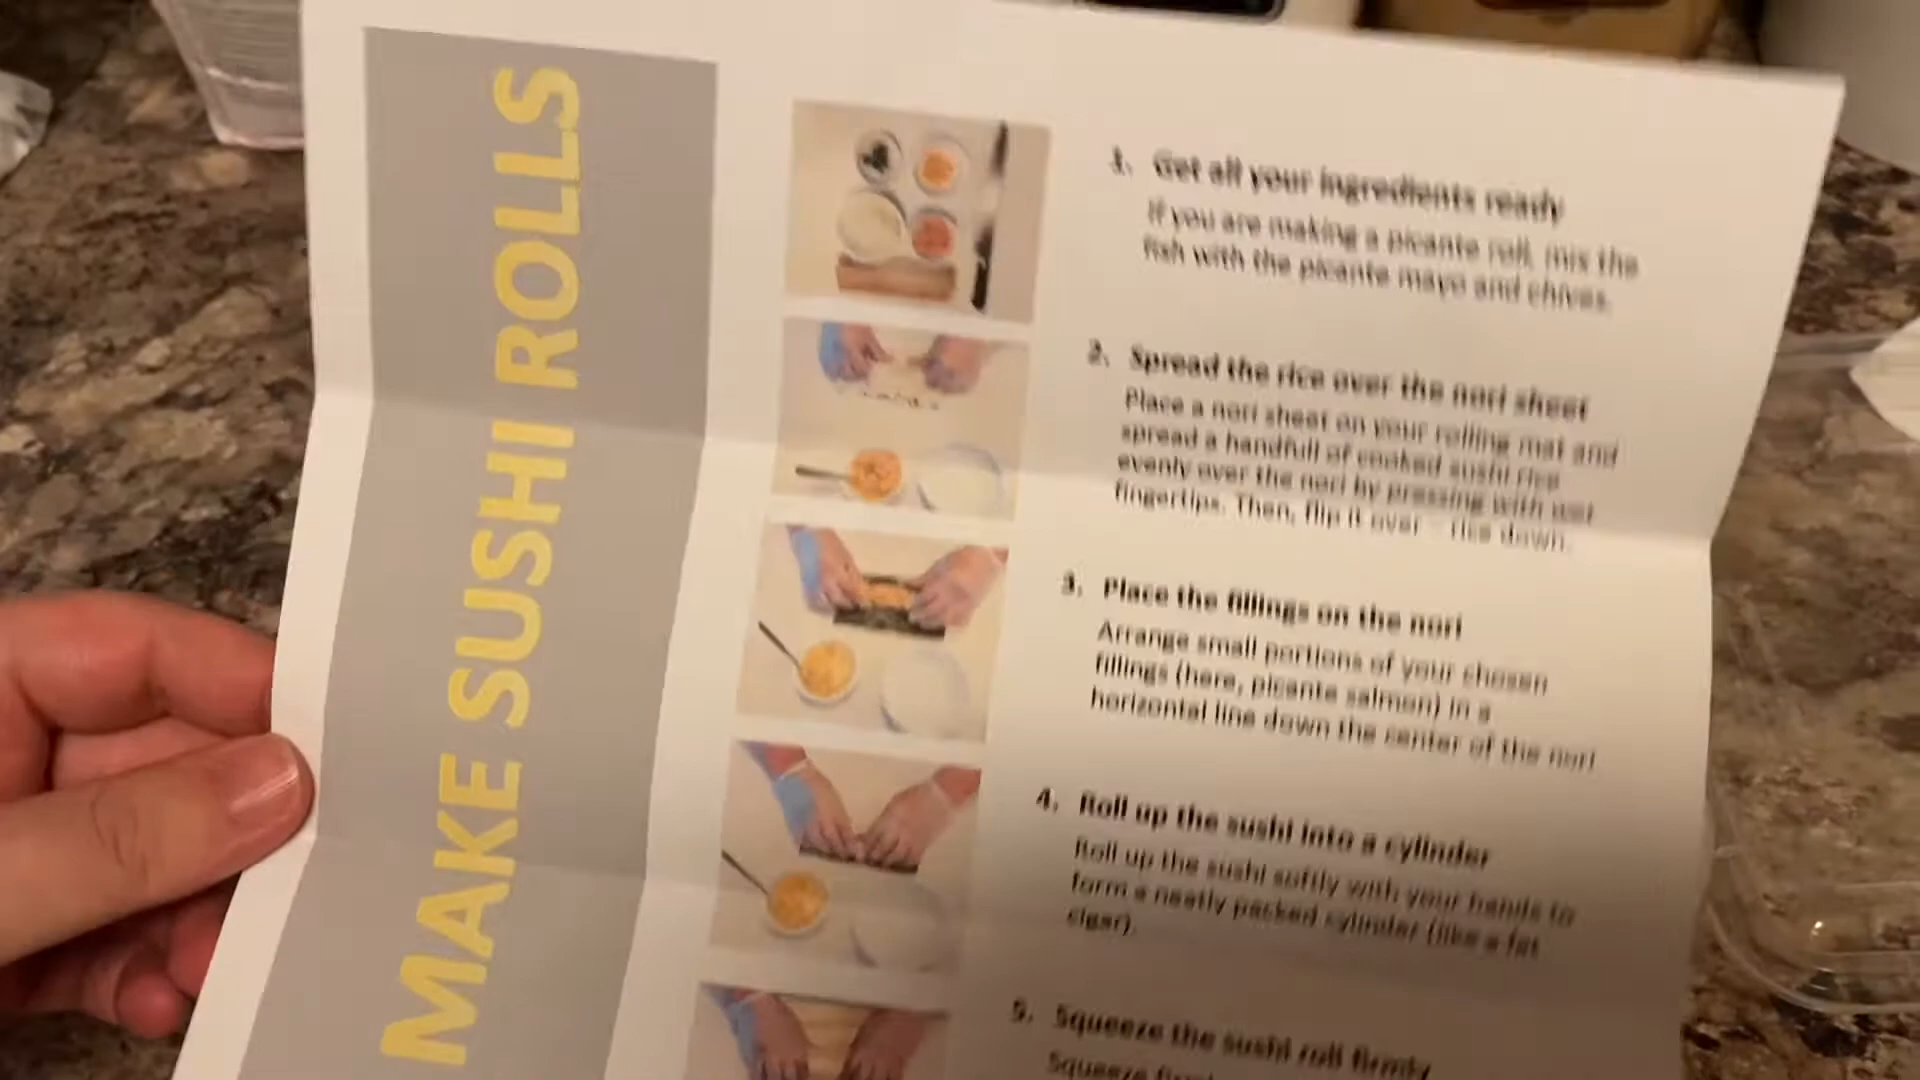 MAKE SUSHI ROLLS
1. Get all your ingredients ready
If you are making a picante roll, mix the
fish with the picante mayo and chives.
2. Spread the rice over the nori sheet
Place a nori sheet on your rolling mat and
spread a handfull of cooked sushi rice
evenly over the nori by pressing with wet
fingertips. Then, flip it over – rice down.
3. Place the fillings on the nori
Arrange small portions of your chosen
fillings (here, picante salmon) in a
horizontal line down the center of the nori
4. Roll up the sushi into a cylinder
Roll up the sushi softly with your hands to
form a neatly packed cylinder (like a fat
cigar).
5. Squeeze the sushi roll firmly
Squeeze